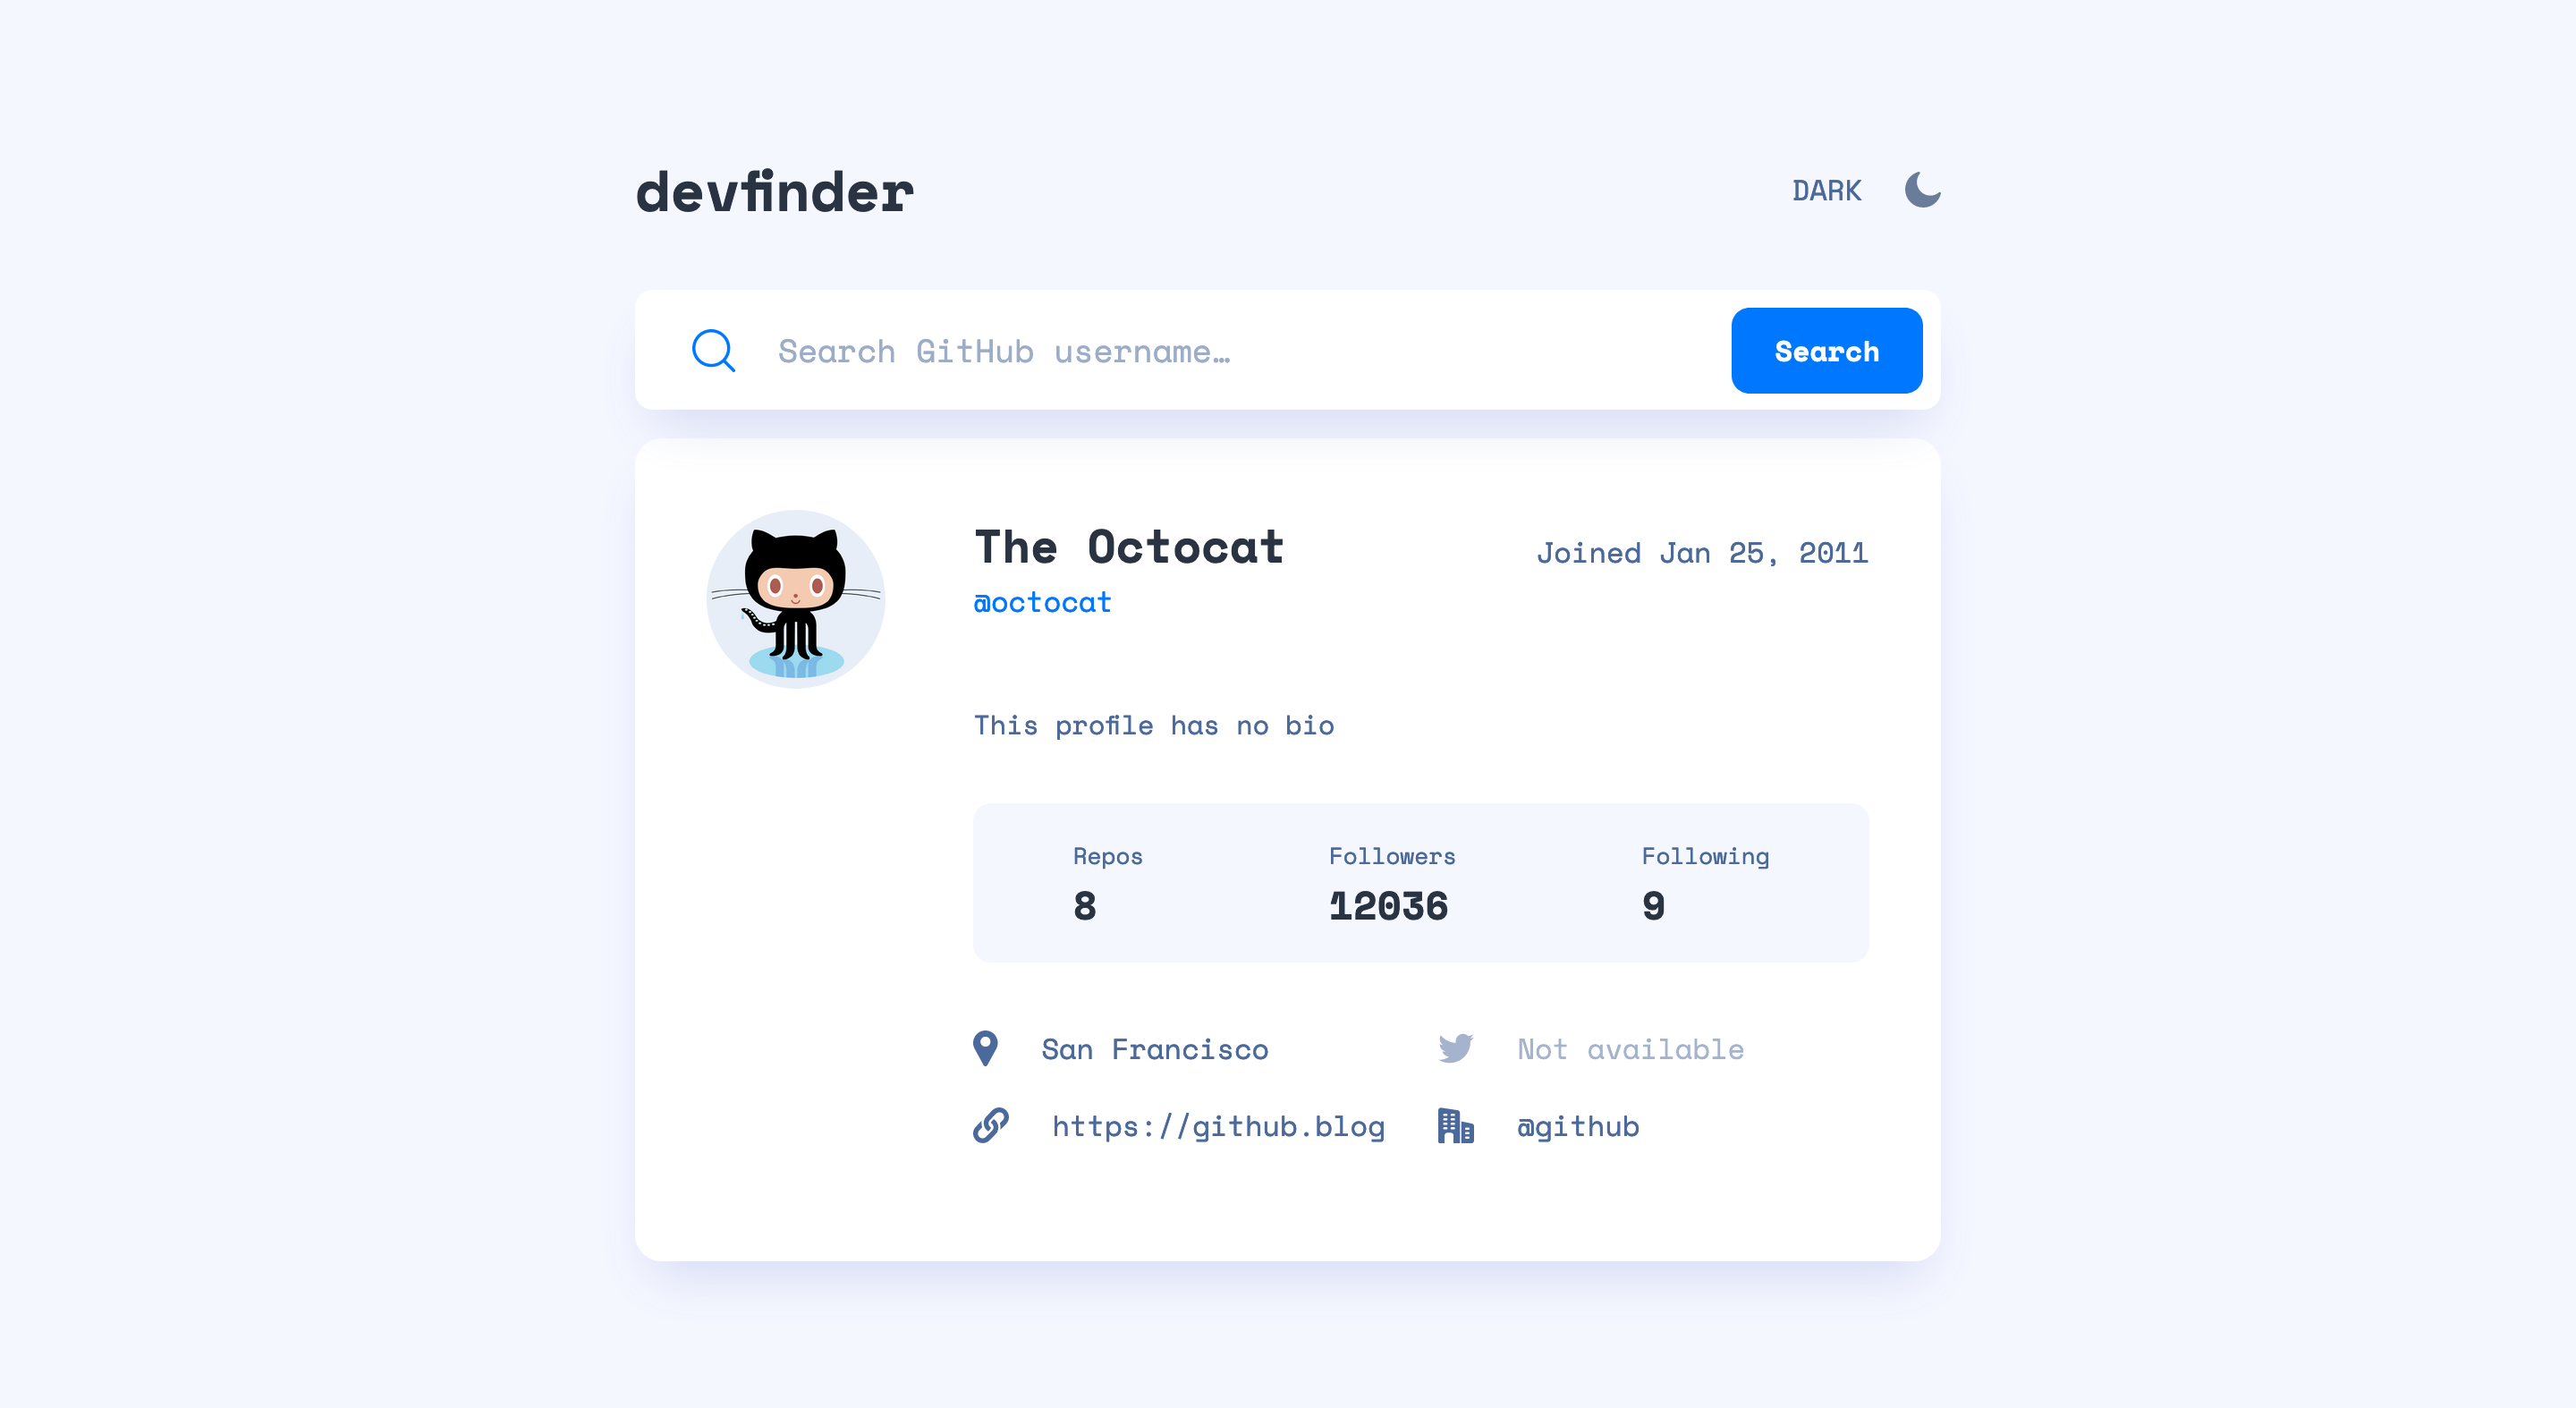 devfinder
DARK
Search GitHub username…
Search
The Octocat
Joined Jan 25, 2011
@octocat
This profile has no bio
Repos
Followers
Following
8
12036
9
San Francisco
Not available
https://github.blog
@github